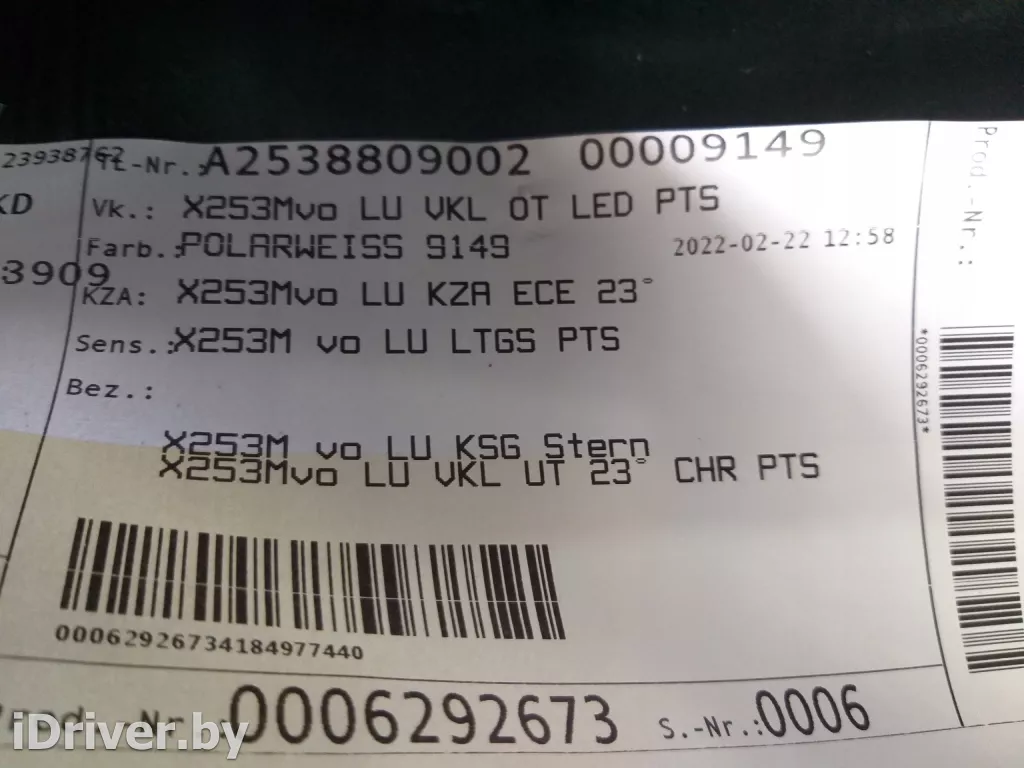 23938762
TL-Nr.: A2538809002 00009149
KD
Vk.: X253Mvo LU VKL OT LED PTS
Farb.: POLARWEISS 9149 2022-02-22 12:58
3909
KZA: X253Mvo LU KZA ECE 23°
Sens.: X253M vo LU LTGS PTS
Bez.:
X253M vo LU KSG Stern
X253Mvo LU VKL UT 23° CHR PTS
00062926734184977440
Prod.-Nr.:
*0006292673*
Nr 0006292673 S.-Nr.: 0006
iDriver.by